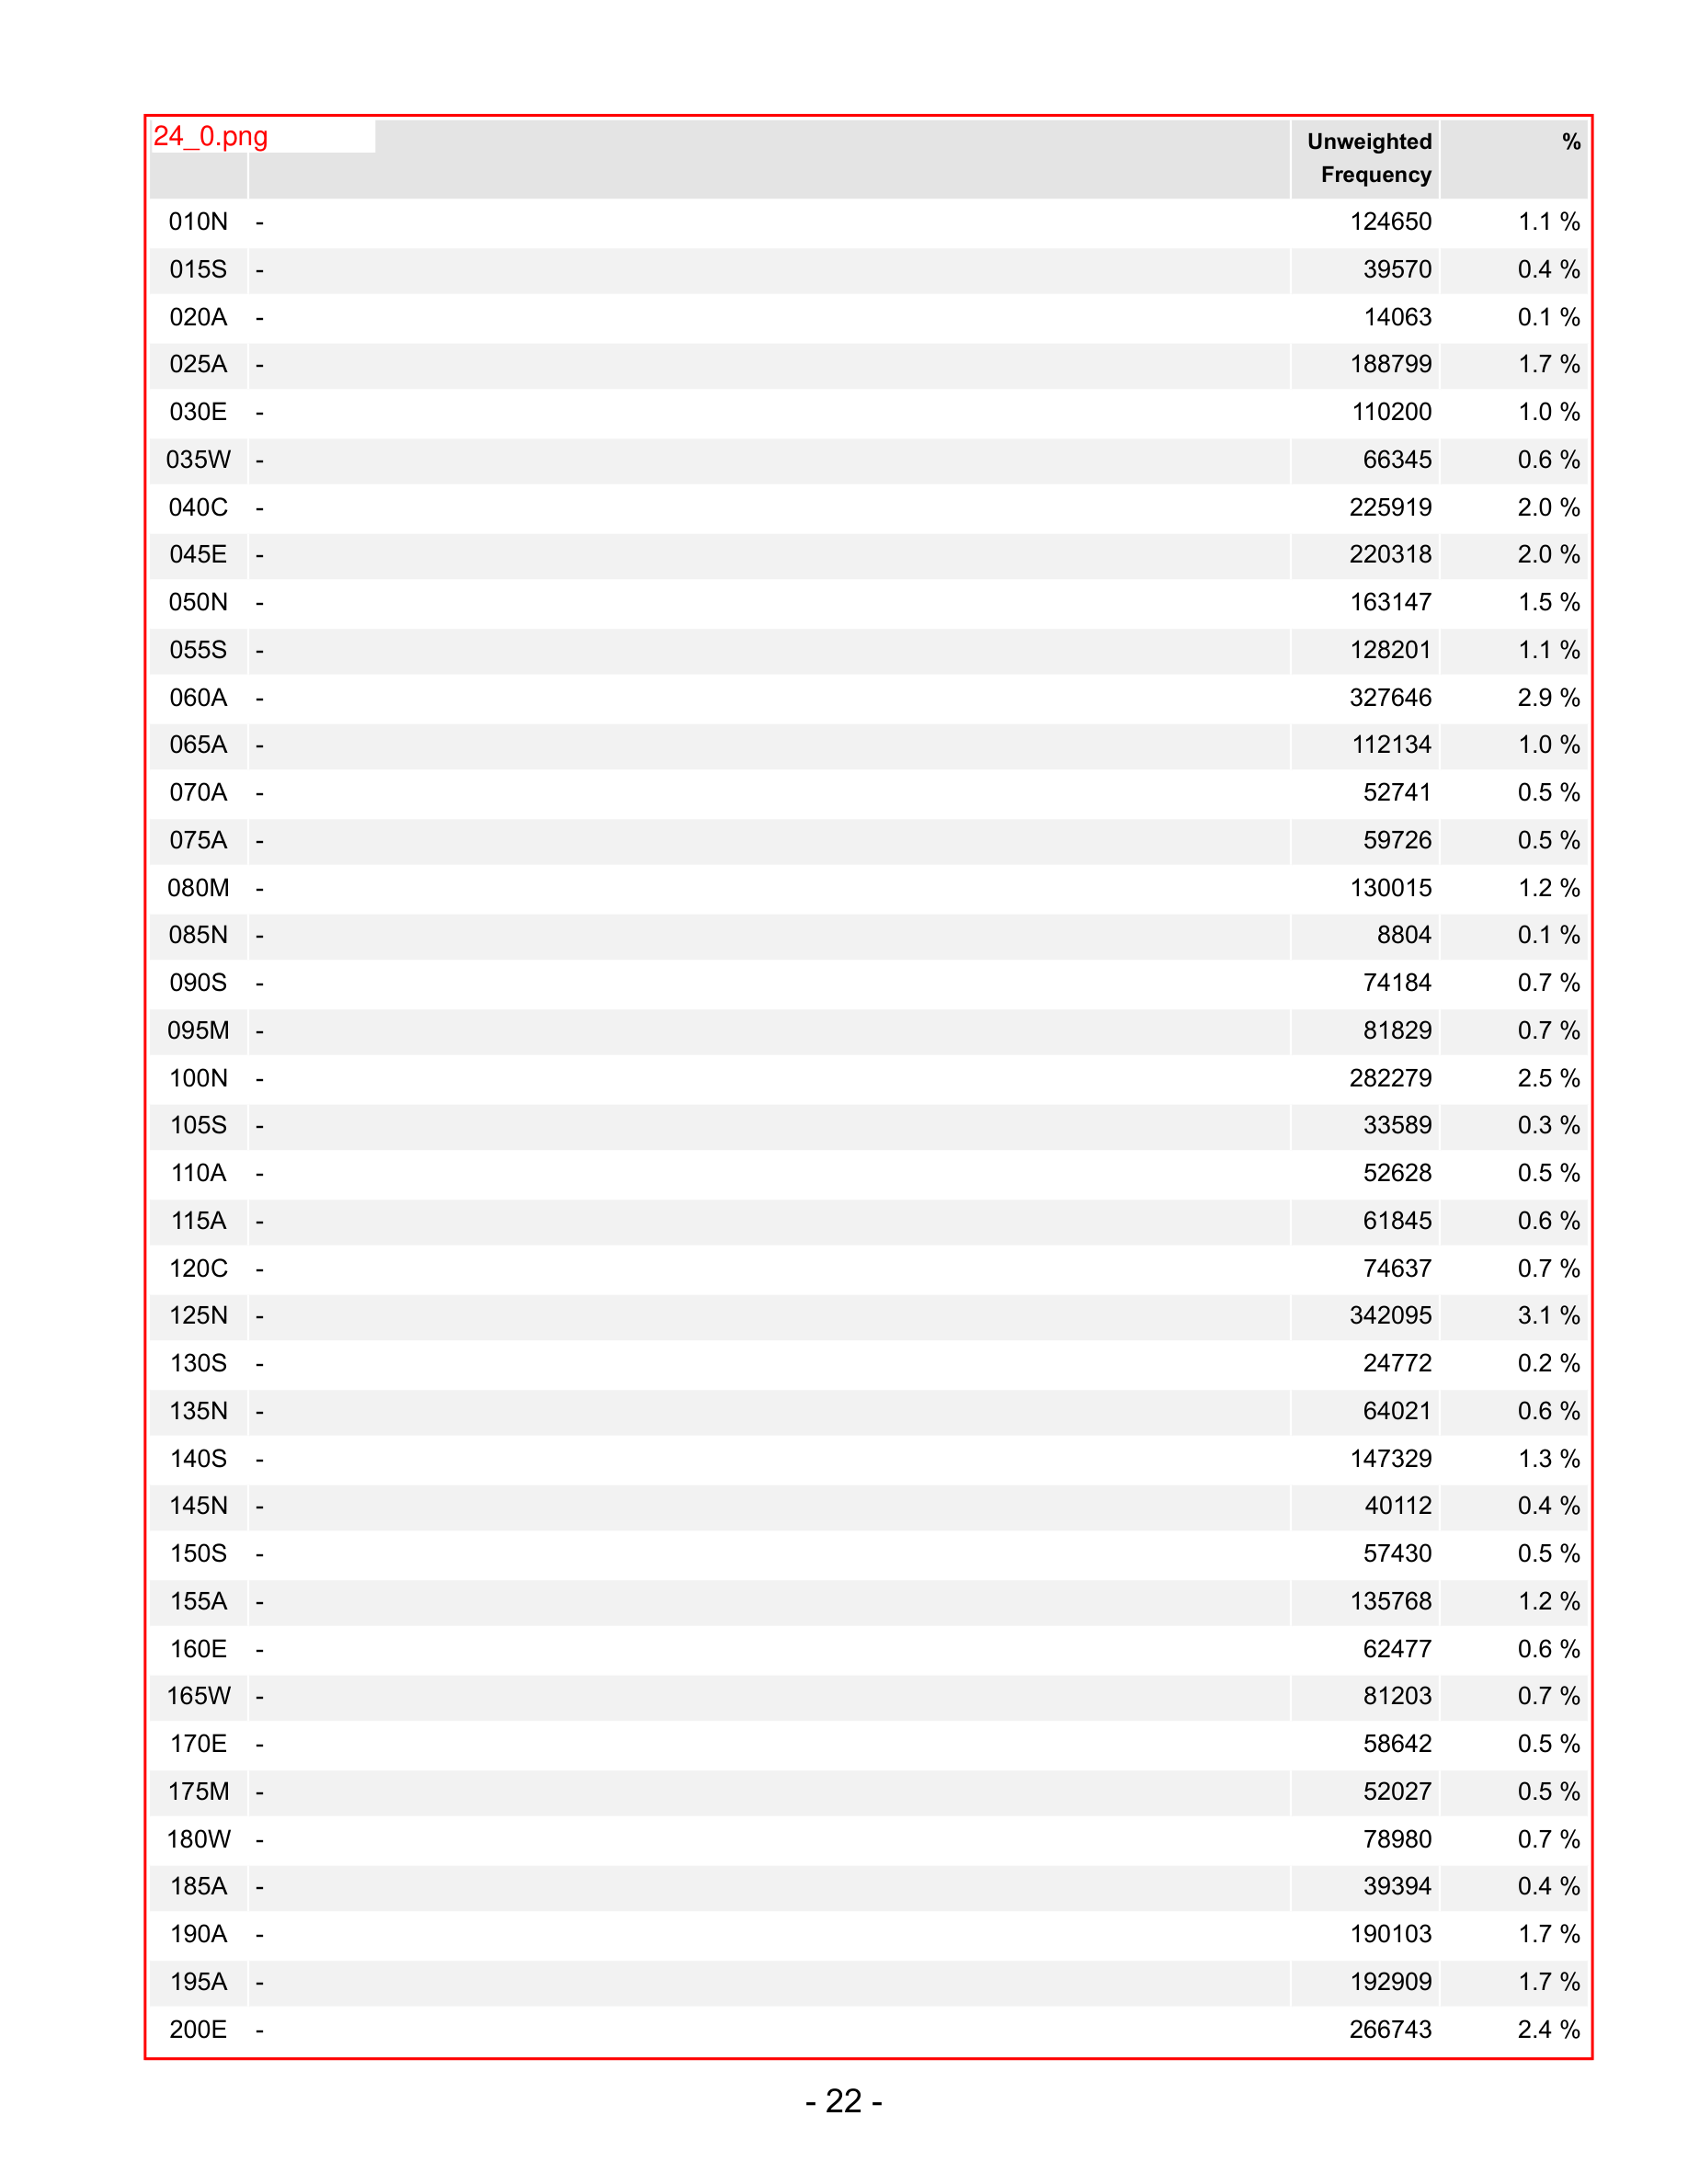 24_0.png
Unweighted Frequency %
010N - 124650 1.1 %
015S - 39570 0.4 %
020A - 14063 0.1 %
025A - 188799 1.7 %
030E - 110200 1.0 %
035W - 66345 0.6 %
040C - 225919 2.0 %
045E - 220318 2.0 %
050N - 163147 1.5 %
055S - 128201 1.1 %
060A - 327646 2.9 %
065A - 112134 1.0 %
070A - 52741 0.5 %
075A - 59726 0.5 %
080M - 130015 1.2 %
085N - 8804 0.1 %
090S - 74184 0.7 %
095M - 81829 0.7 %
100N - 282279 2.5 %
105S - 33589 0.3 %
110A - 52628 0.5 %
115A - 61845 0.6 %
120C - 74637 0.7 %
125N - 342095 3.1 %
130S - 24772 0.2 %
135N - 64021 0.6 %
140S - 147329 1.3 %
145N - 40112 0.4 %
150S - 57430 0.5 %
155A - 135768 1.2 %
160E - 62477 0.6 %
165W - 81203 0.7 %
170E - 58642 0.5 %
175M - 52027 0.5 %
180W - 78980 0.7 %
185A - 39394 0.4 %
190A - 190103 1.7 %
195A - 192909 1.7 %
200E - 266743 2.4 %
- 22 -